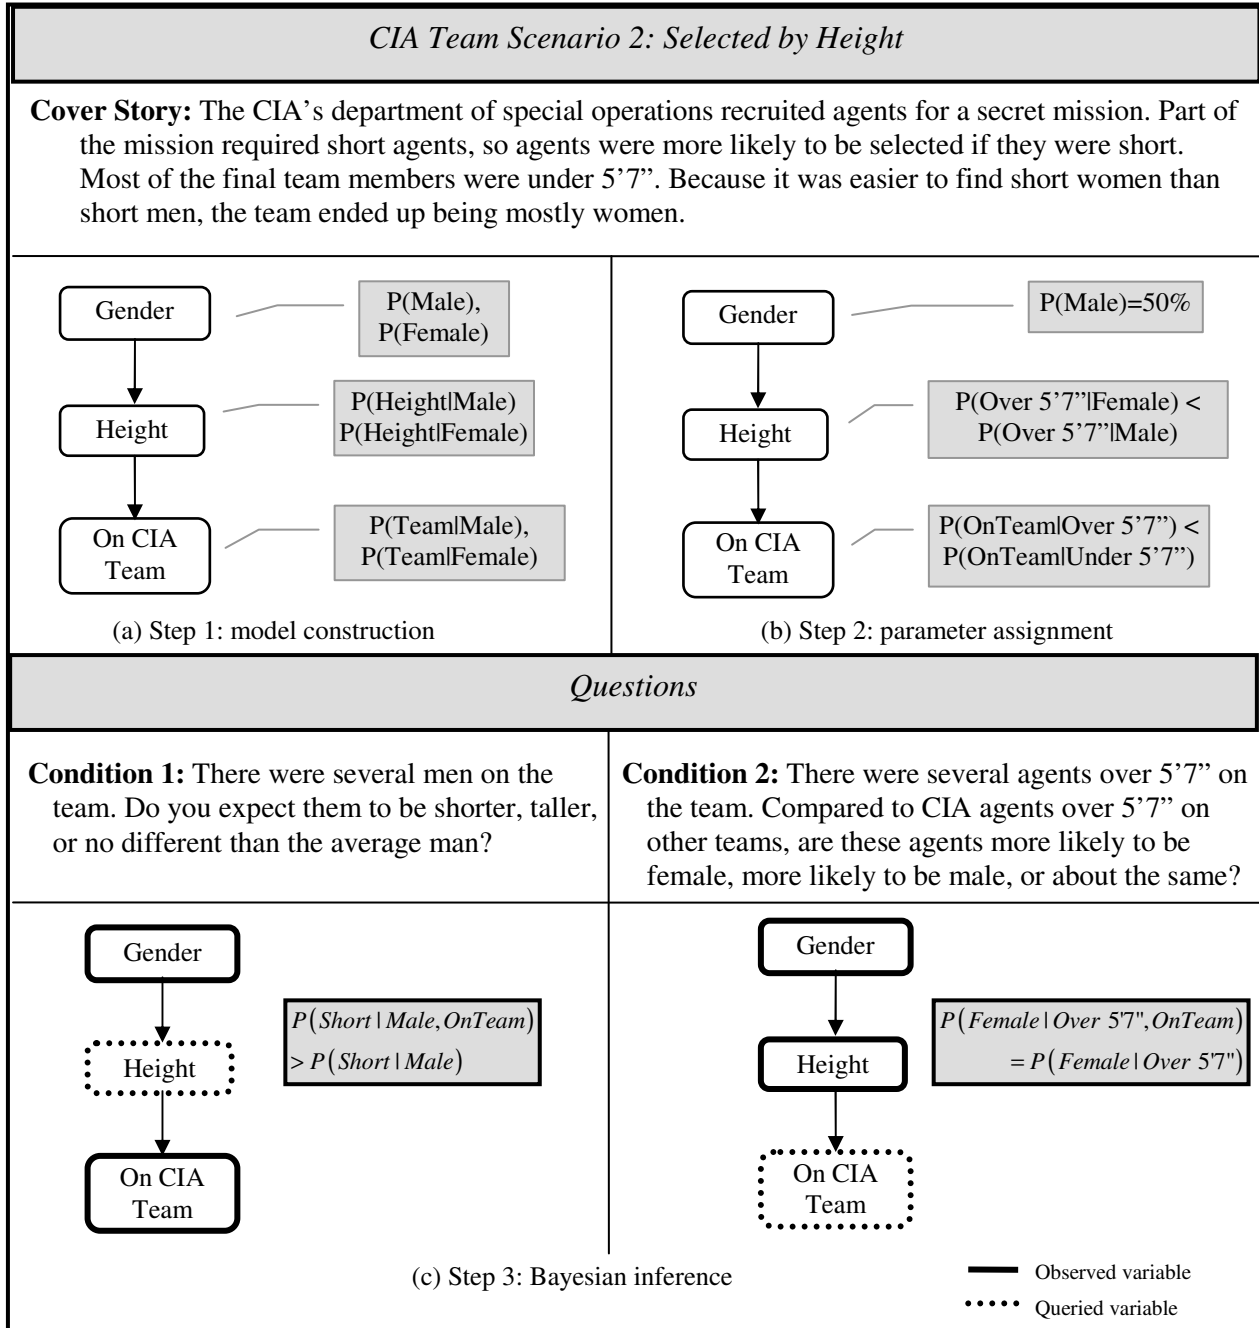 CIA Team Scenario 2: Selected by Height
Cover Story: The CIA's department of special operations recruited agents for a secret mission. Part of
the mission required short agents, so agents were more likely to be selected if they were short.
Most of the final team members were under 5'7”. Because it was easier to find short women than
short men, the team ended up being mostly women.
Gender
P(Male),
P(Female)
Height
P(Height|Male)
P(Height|Female)
On CIA
Team
P(Team|Male),
P(Team|Female)
(a) Step 1: model construction
Gender
P(Male)=50%
Height
P(Over 5'7”|Female) <
P(Over 5'7”|Male)
On CIA
Team
P(OnTeam|Over 5'7”) <
P(OnTeam|Under 5'7”)
(b) Step 2: parameter assignment
Questions
Condition 1: There were several men on the
team. Do you expect them to be shorter, taller,
or no different than the average man?
Condition 2: There were several agents over 5'7” on
the team. Compared to CIA agents over 5'7” on
other teams, are these agents more likely to be
female, more likely to be male, or about the same?
Gender
Height
On CIA
Team
P(Short | Male, OnTeam)
> P(Short | Male)
Gender
Height
On CIA
Team
P(Female | Over 5'7", OnTeam)
= P(Female | Over 5'7")
(c) Step 3: Bayesian inference
Observed variable
Queried variable